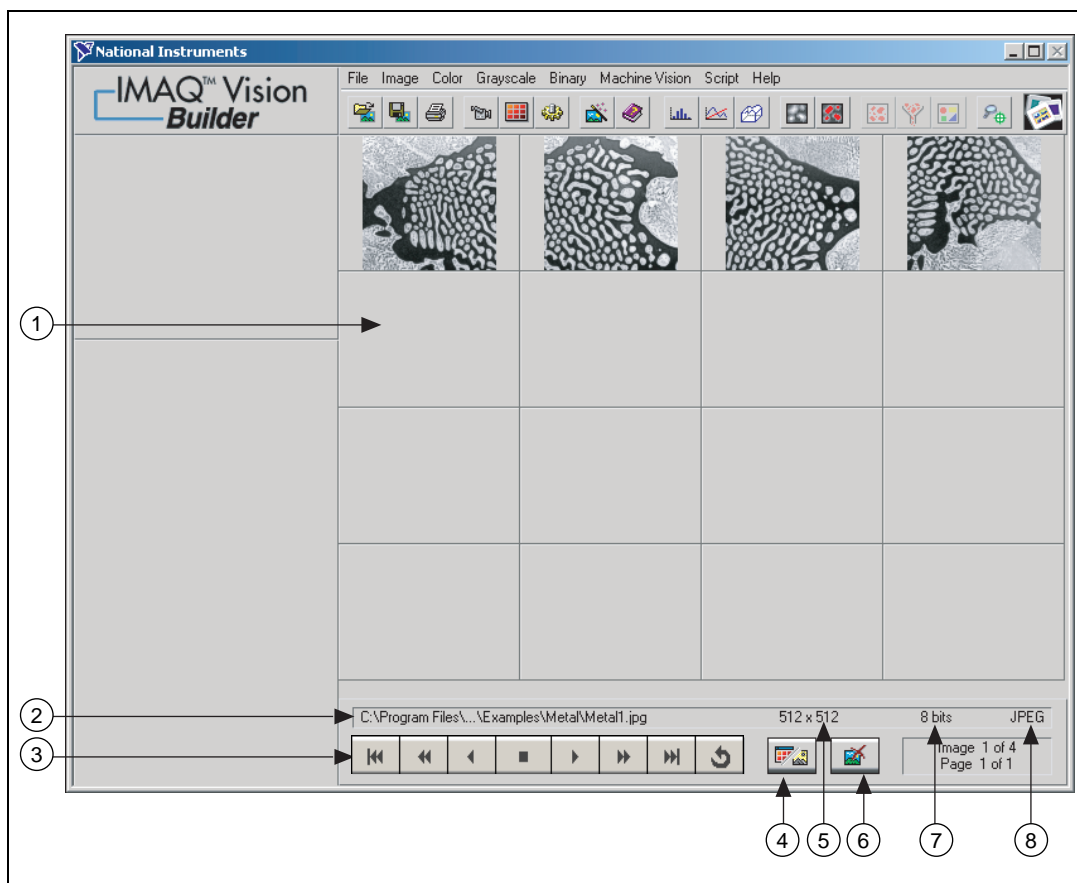 National Instruments
IMAQ™ Vision
Builder
File Image Color Grayscale Binary Machine Vision Script Help
1
2
C:\Program Files\...\Examples\Metal\Metal1.jpg 512 x 512 8 bits JPEG
3
Image 1 of 4
Page 1 of 1
4 5 6 7 8